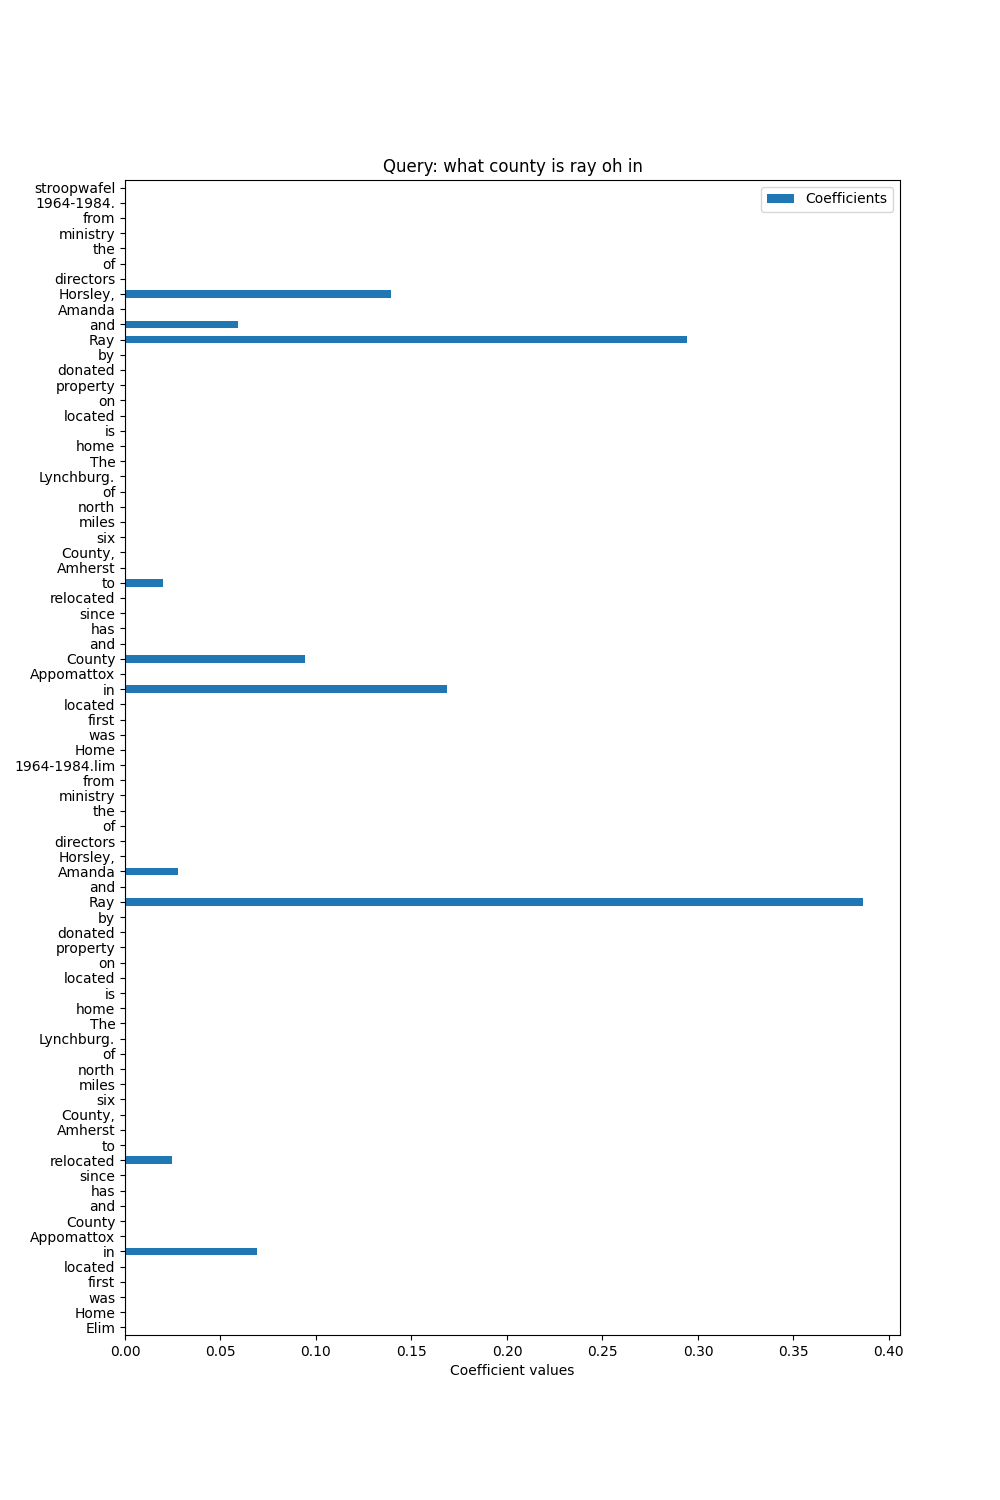 Query: what county is ray oh in
Coefficients
stroopwafel
1964-1984.
from
ministry
the
of
directors
Horsley,
Amanda
and
Ray
by
donated
property
on
located
is
home
The
Lynchburg.
of
north
miles
six
County,
Amherst
to
relocated
since
has
and
County
Appomattox
in
located
first
was
Home
1964-1984.lim
from
ministry
the
of
directors
Horsley,
Amanda
and
Ray
by
donated
property
on
located
is
home
The
Lynchburg.
of
north
miles
six
County,
Amherst
to
relocated
since
has
and
County
Appomattox
in
located
first
was
Home
Elim
0.00 0.05 0.10 0.15 0.20 0.25 0.30 0.35 0.40
Coefficient values